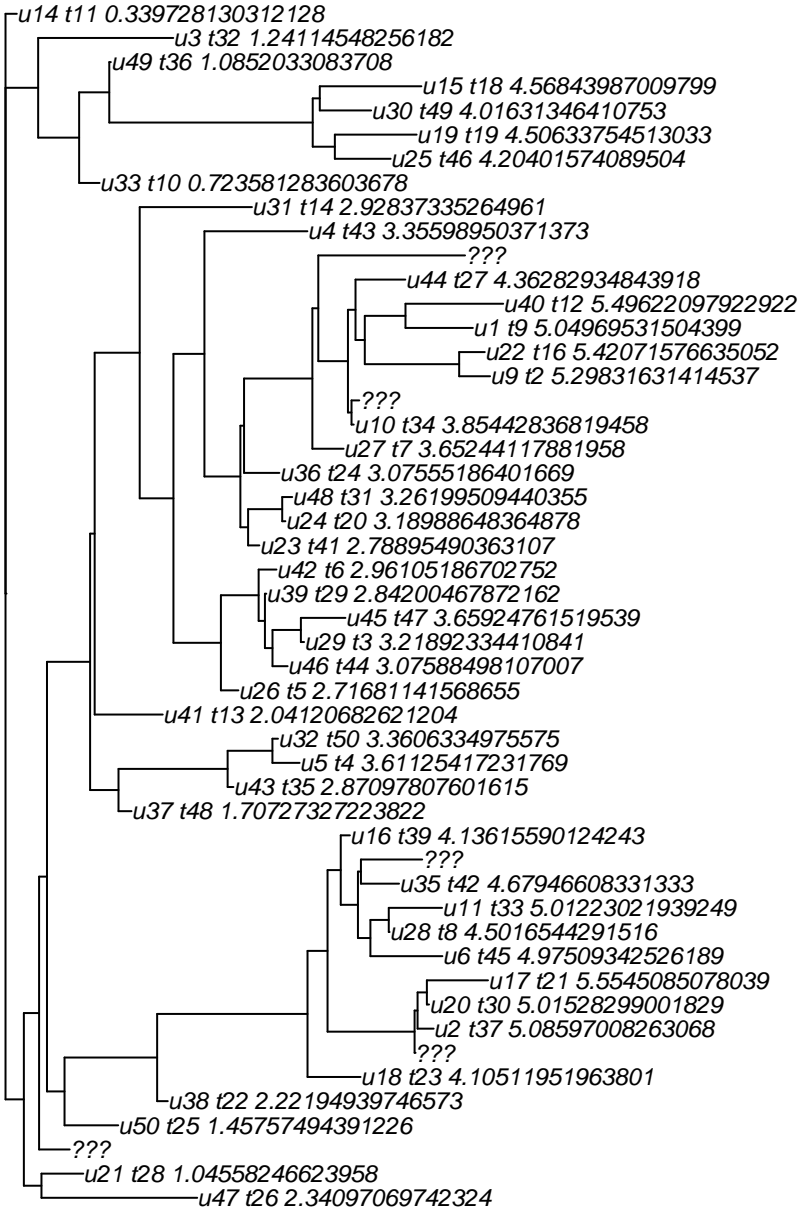 u14 t11 0.339728130312128
u3 t32 1.24114548256182
u49 t36 1.0852033083708
u15 t18 4.56843987009799
u30 t49 4.01631346410753
u19 t19 4.50633754513033
u25 t46 4.20401574089504
u33 t10 0.723581283603678
u31 t14 2.92837335264961
u4 t43 3.35598950371373
???
u44 t27 4.36282934843918
u40 t12 5.49622097922922
u1 t9 5.04969531504399
u22 t16 5.42071576635052
u9 t2 5.29831631414537
???
u10 t34 3.85442836819458
u27 t7 3.65244117881958
u36 t24 3.07555186401669
u48 t31 3.26199509440355
u24 t20 3.18988648364878
u23 t41 2.78895490363107
u42 t6 2.96105186702752
u39 t29 2.84200467872162
u45 t47 3.65924761519539
u29 t3 3.21892334410841
u46 t44 3.07588498107007
u26 t5 2.71681141568655
u41 t13 2.04120682621204
u32 t50 3.3606334975575
u5 t4 3.61125417231769
u43 t35 2.87097807601615
u37 t48 1.70727327223822
u16 t39 4.13615590124243
???
u35 t42 4.67946608331333
u11 t33 5.01223021939249
u28 t8 4.5016544291516
u6 t45 4.97509342526189
u17 t21 5.5545085078039
u20 t30 5.01528299001829
u2 t37 5.08597008263068
???
u18 t23 4.10511951963801
u38 t22 2.22194939746573
u50 t25 1.45757494391226
???
u21 t28 1.04558246623958
u47 t26 2.34097069742324